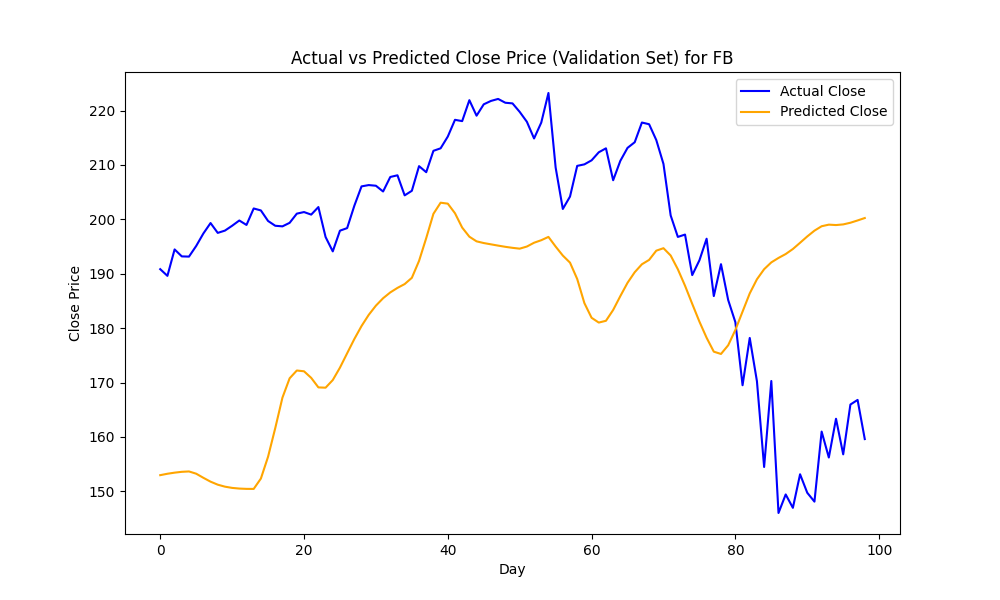 Actual vs Predicted Close Price (Validation Set) for FB
Actual Close
Predicted Close
Close Price
220
210
200
190
180
170
160
150
0 20 40 60 80 100
Day